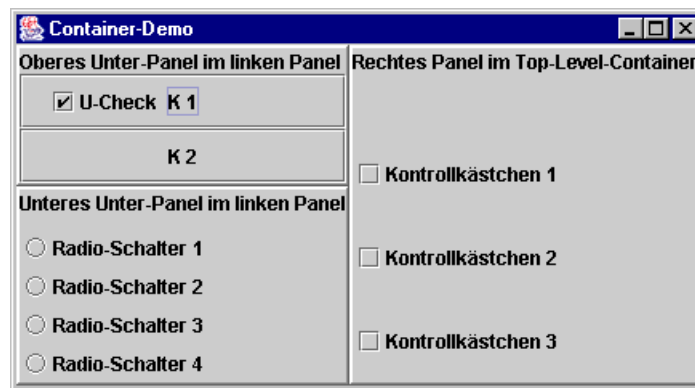 Container-Demo
Oberes Unter-Panel im linken Panel
U-Check K 1
K 2
Unteres Unter-Panel im linken Panel
Radio-Schalter 1
Radio-Schalter 2
Radio-Schalter 3
Radio-Schalter 4
Rechtes Panel im Top-Level-Container
Kontrollkästchen 1
Kontrollkästchen 2
Kontrollkästchen 3